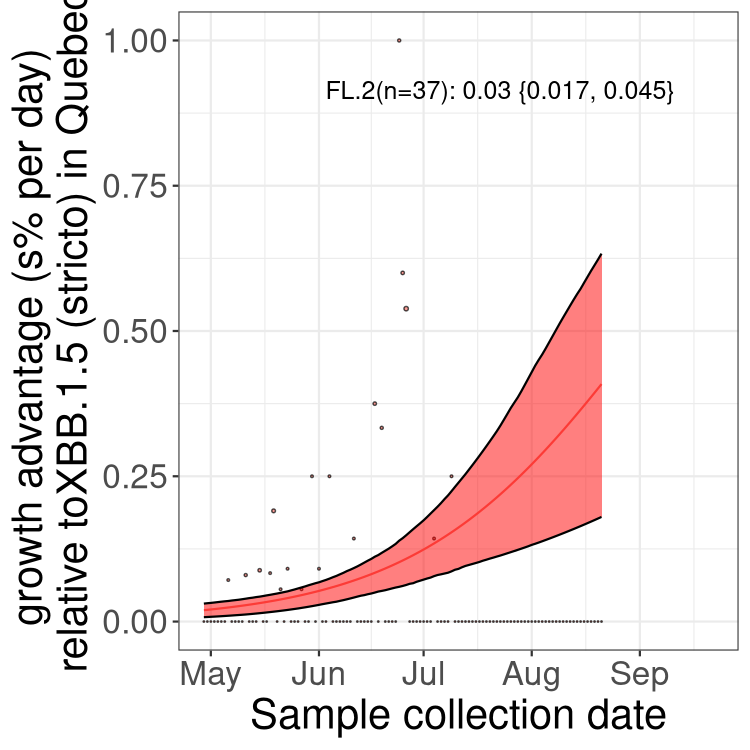 growth advantage (s% per day)
relative toXBB.1.5 (stricto) in Quebec
1.00
0.75
0.50
0.25
0.00
FL.2(n=37): 0.03 {0.017, 0.045}
May Jun Jul Aug Sep
Sample collection date